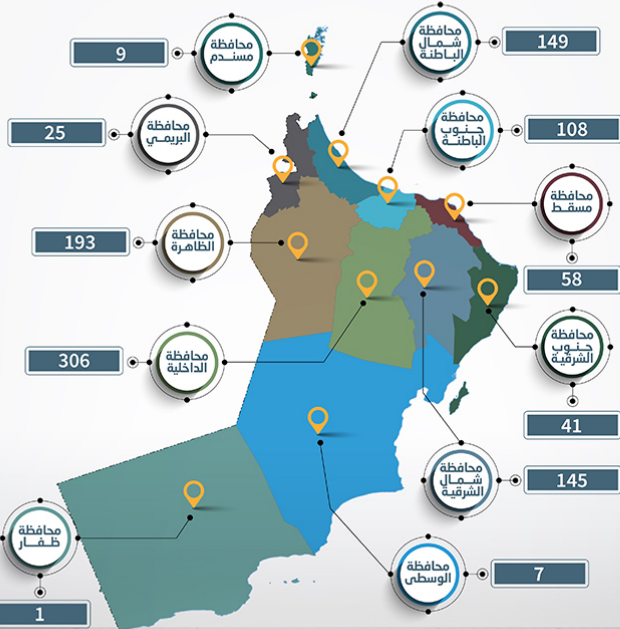 محافظة
مسندم
9
محافظة
شمال
الباطنة
149
محافظة
البريمي
25
محافظة
جنوب
الباطنة
108
محافظة
مسقط
58
محافظة
الظاهرة
193
محافظة
الداخلية
306
محافظة
جنوب
الشرقية
41
محافظة
شمال
الشرقية
145
محافظة
ظفار
1
محافظة
الوسطى
7